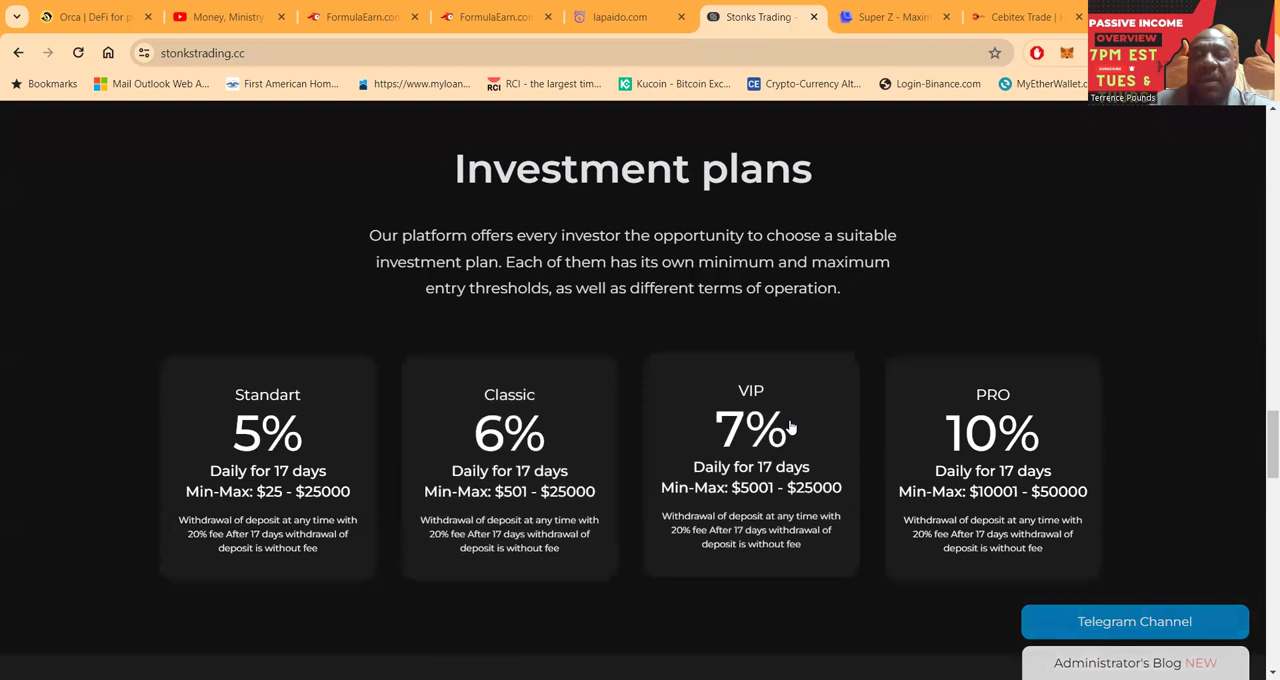 Orca | DeFi for p
Money, Ministry
FormulaEarn.con
FormulaEarn.con
lapaido.com
Stonks Trading -
Super Z - Maxim
Cebitex Trade | H
stonkstrading.cc
Bookmarks
Mail Outlook Web A...
First American Hom...
https://www.myloan...
RCI RCI - the largest tim...
Kucoin - Bitcoin Exc...
CE Crypto-Currency Alt...
Login-Binance.com
MyEtherWallet.c
PASSIVE INCOME
OVERVIEW
7PM EST
TUES &
Terrence Pounds
Investment plans
Our platform offers every investor the opportunity to choose a suitable
investment plan. Each of them has its own minimum and maximum
entry thresholds, as well as different terms of operation.
Standart
5%
Daily for 17 days
Min-Max: $25 - $25000
Withdrawal of deposit at any time with
20% fee After 17 days withdrawal of
deposit is without fee
Classic
6%
Daily for 17 days
Min-Max: $501 - $25000
Withdrawal of deposit at any time with
20% fee After 17 days withdrawal of
deposit is without fee
VIP
7%
Daily for 17 days
Min-Max: $5001 - $25000
Withdrawal of deposit at any time with
20% fee After 17 days withdrawal of
deposit is without fee
PRO
10%
Daily for 17 days
Min-Max: $10001 - $50000
Withdrawal of deposit at any time with
20% fee After 17 days withdrawal of
deposit is without fee
Telegram Channel
Administrator's Blog NEW